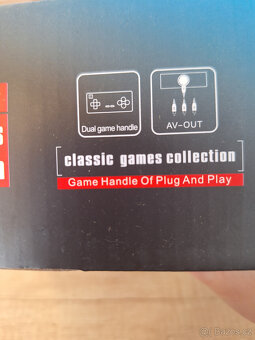 Dual game handle
AV-OUT
classic games collection
Game Handle Of Plug And Play